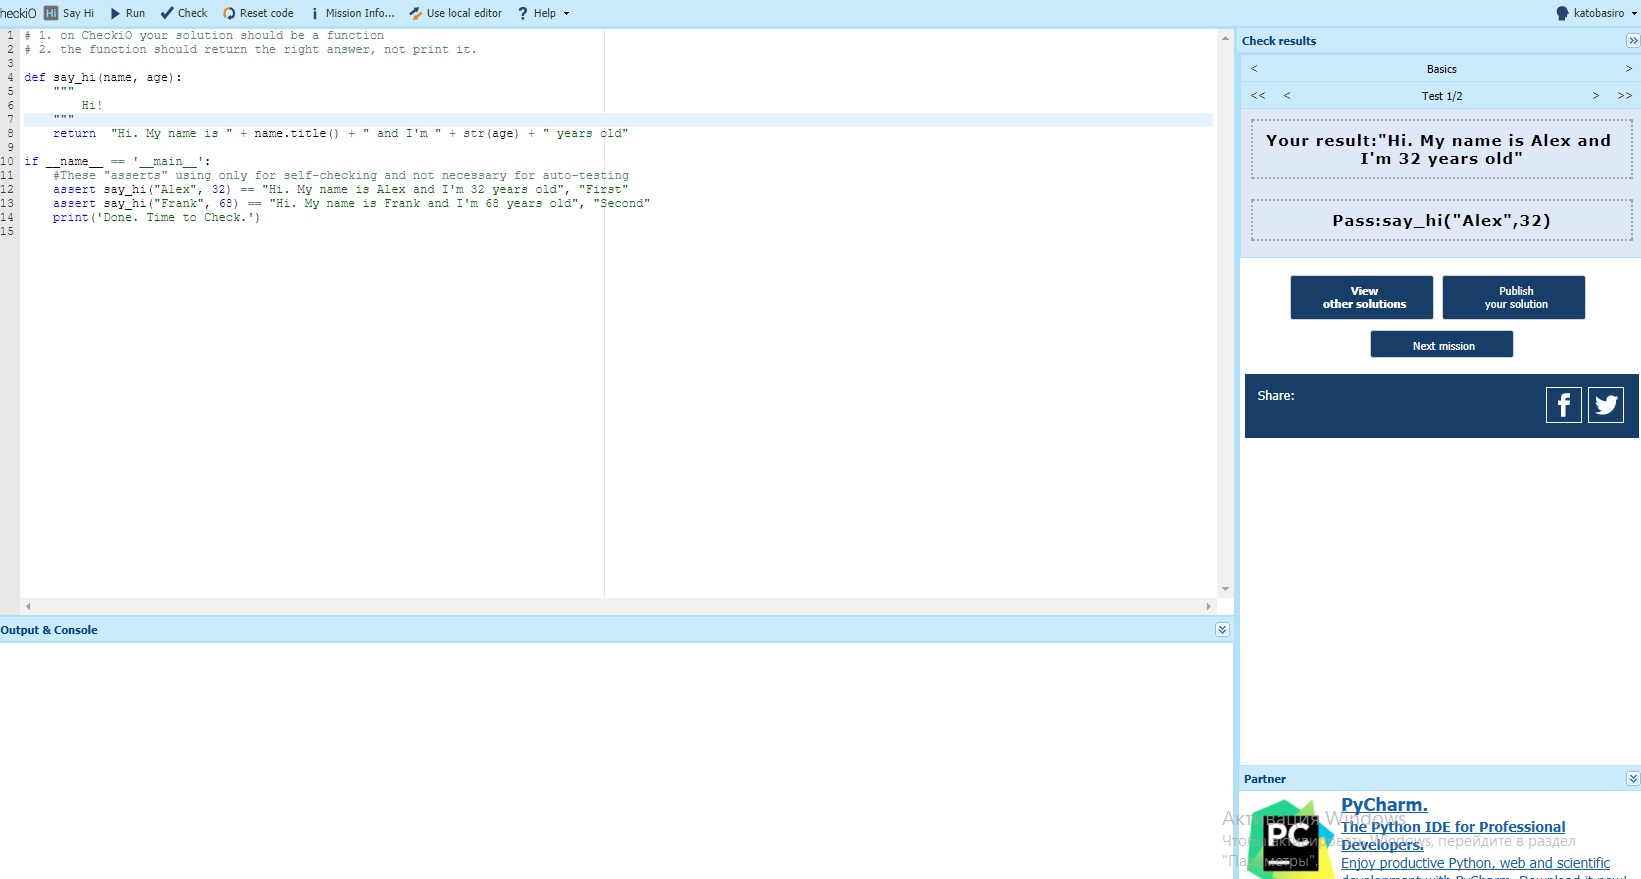 heckiO Hi Say Hi Run Check Reset code i Mission Info... Use local editor ? Help katobasiro
1 # 1. on CheckiO your solution should be a function
2 # 2. the function should return the right answer, not print it.
3
4 def say_hi(name, age):
5 """
6 Hi!
7 """
8 return "Hi. My name is " + name.title() + " and I'm " + str(age) + " years old"
9
10 if __name__ == '__main__':
11 #These "asserts" using only for self-checking and not necessary for auto-testing
12 assert say_hi("Alex", 32) == "Hi. My name is Alex and I'm 32 years old", "First"
13 assert say_hi("Frank", 68) == "Hi. My name is Frank and I'm 68 years old", "Second"
14 print('Done. Time to Check.')
15
Output & Console
Check results >>
< Basics >
<< < Test 1/2 > >>
Your result:"Hi. My name is Alex and
I'm 32 years old"
Pass:say_hi("Alex",32)
View
other solutions
Publish
your solution
Next mission
Share:
Partner
PC
PyCharm.
The Python IDE for Professional
Developers.
Enjoy productive Python, web and scientific
development with PyCharm. Download it now!
Активация Windows
Чтобы активировать Windows, перейдите в раздел
"Параметры".